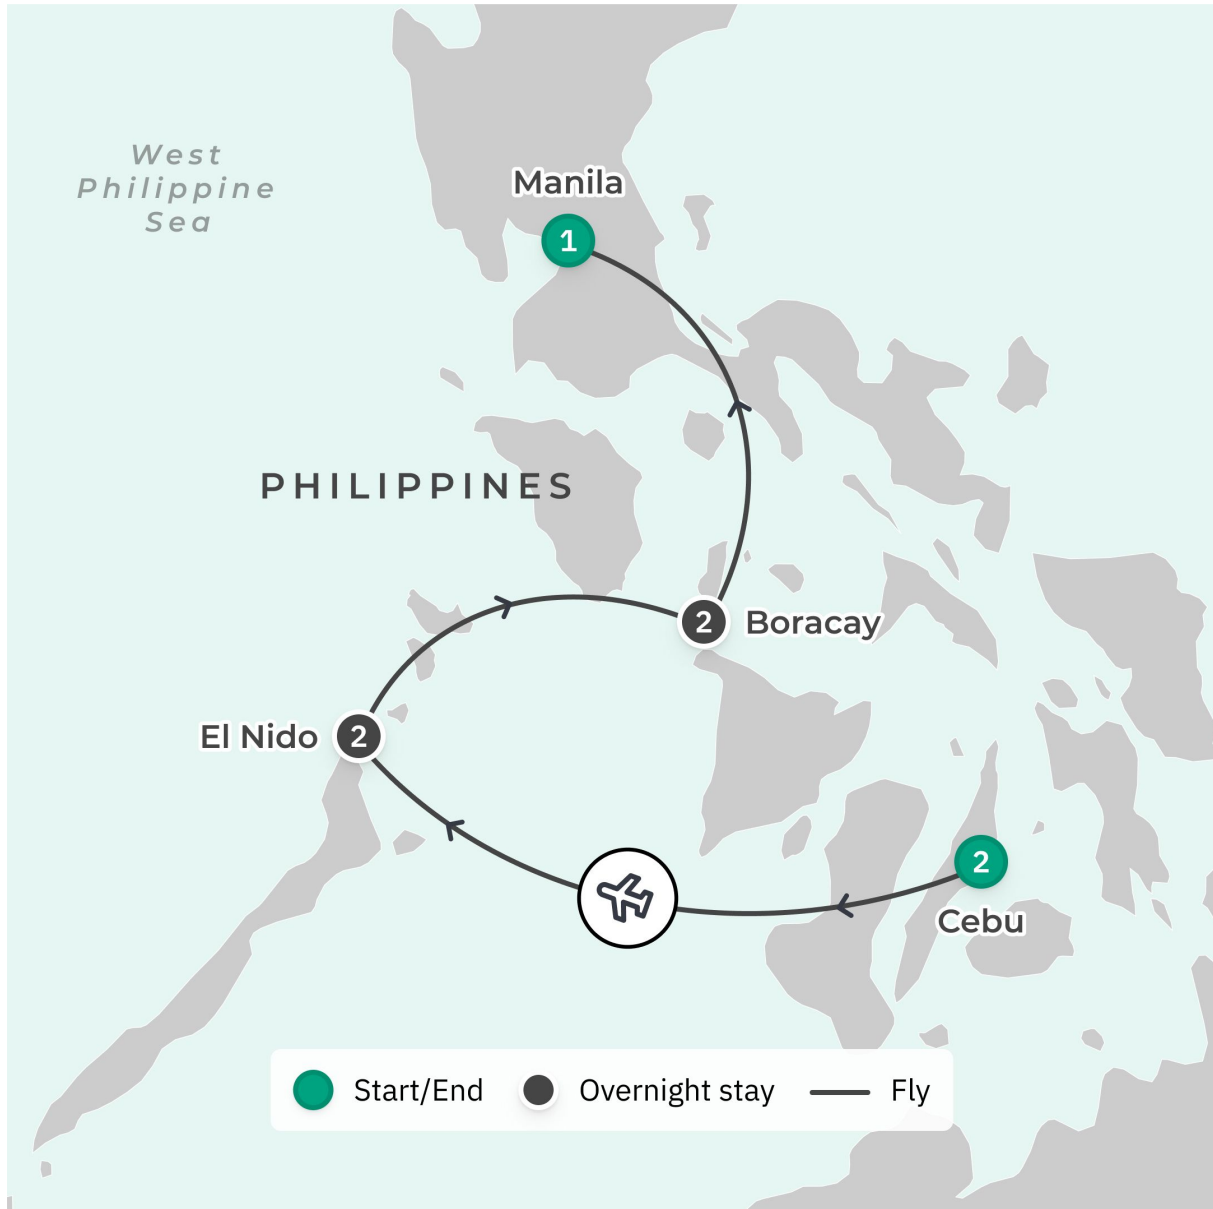 West
Philippine
Sea
Manila
1
PHILIPPINES
2
Boracay
El Nido
2
2
Cebu
Start/End
Overnight stay
Fly